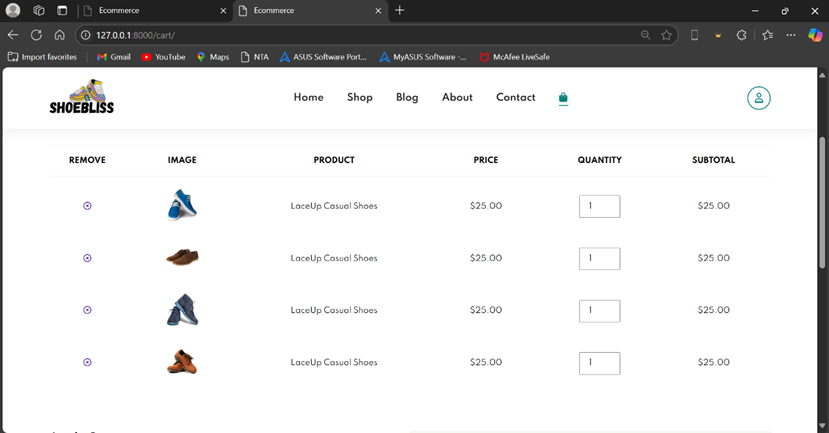 Ecommerce
Ecommerce
127.0.0.1:8000/cart/
Import favorites
Gmail
YouTube
Maps
NTA
ASUS Software Port...
MyASUS Software -...
McAfee LiveSafe
SHOEBLISS
Home Shop Blog About Contact
REMOVE IMAGE PRODUCT PRICE QUANTITY SUBTOTAL
LaceUp Casual Shoes $25.00 1 $25.00
LaceUp Casual Shoes $25.00 1 $25.00
LaceUp Casual Shoes $25.00 1 $25.00
LaceUp Casual Shoes $25.00 1 $25.00